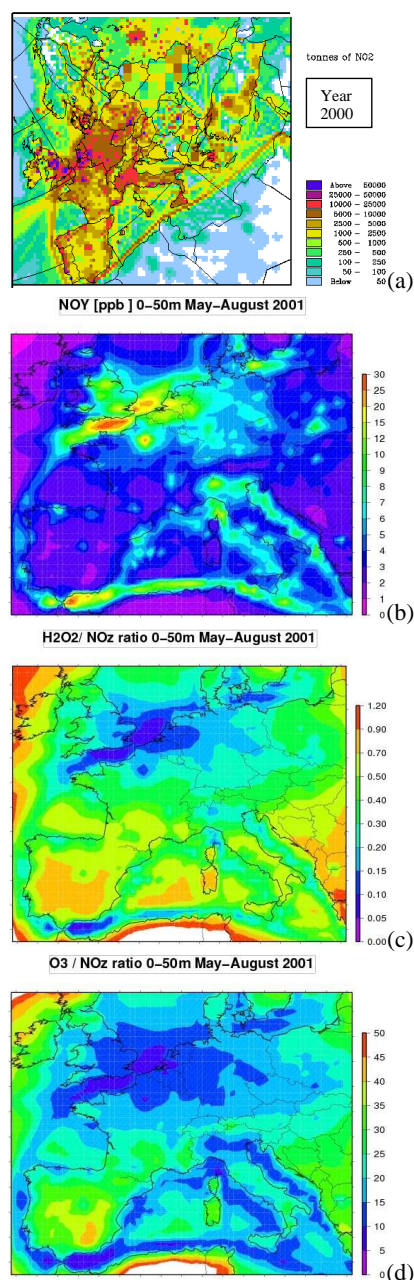 tonnes of NO2
Year
2000
Above 50000
25000 - 50000
10000 - 25000
5000 - 10000
2500 - 5000
1000 - 2500
500 - 1000
250 - 500
100 - 250
50 - 100
Below 50
(a)
NOY [ppb ] 0-50m May-August 2001
30
25
20
15
12
10
9
8
7
6
5
4
3
2
1
0
(b)
H2O2/ NOz ratio 0-50m May-August 2001
1.20
0.90
0.70
0.60
0.50
0.40
0.30
0.20
0.15
0.10
0.05
0.00
(c)
O3 / NOz ratio 0-50m May-August 2001
50
45
40
35
30
25
20
15
10
5
0
(d)